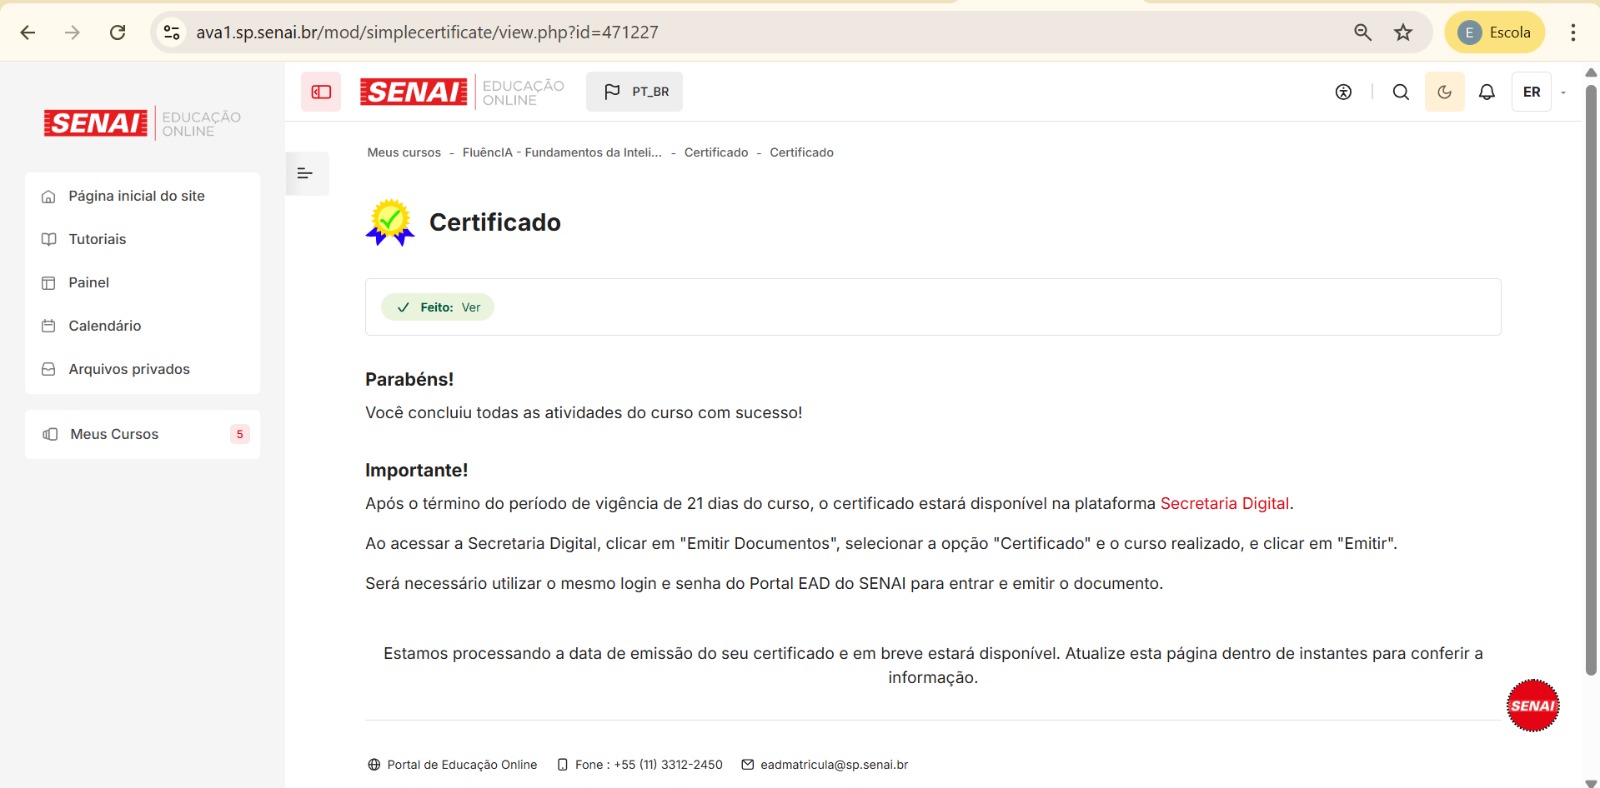 ava1.sp.senai.br/mod/simplecertificate/view.php?id=471227
E Escola
SENAI EDUCAÇÃO ONLINE
PT_BR
ER
SENAI EDUCAÇÃO ONLINE
Página inicial do site
Tutoriais
Painel
Calendário
Arquivos privados
Meus Cursos 5
Meus cursos - FluêncIA - Fundamentos da Inteli... - Certificado - Certificado
Certificado
Feito: Ver
Parabéns!
Você concluiu todas as atividades do curso com sucesso!
Importante!
Após o término do período de vigência de 21 dias do curso, o certificado estará disponível na plataforma Secretaria Digital.
Ao acessar a Secretaria Digital, clicar em "Emitir Documentos", selecionar a opção "Certificado" e o curso realizado, e clicar em "Emitir".
Será necessário utilizar o mesmo login e senha do Portal EAD do SENAI para entrar e emitir o documento.
Estamos processando a data de emissão do seu certificado e em breve estará disponível. Atualize esta página dentro de instantes para conferir a
informação.
SENAI
Portal de Educação Online Fone : +55 (11) 3312-2450 eadmatricula@sp.senai.br